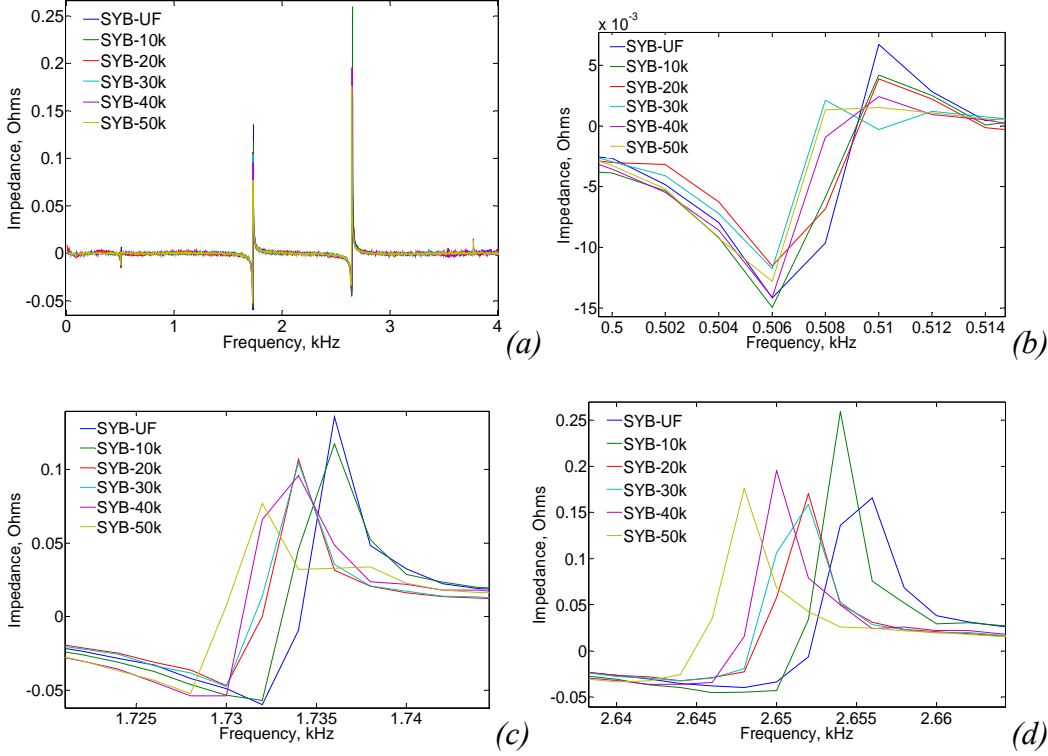 0.25
0.20
0.15
0.10
0.05
0
-0.05
Impedance, Ohms
SYB-UF
SYB-10k
SYB-20k
SYB-30k
SYB-40k
SYB-50k
0 1 2 3 4
Frequency, kHz
(a)
x 10-3
5
0
-5
-10
-15
Impedance, Ohms
SYB-UF
SYB-10k
SYB-20k
SYB-30k
SYB-40k
SYB-50k
0.5 0.502 0.504 0.506 0.508 0.51 0.512 0.514
Frequency, kHz
(b)
0.1
0.05
0
-0.05
Impedance, Ohms
SYB-UF
SYB-10k
SYB-20k
SYB-30k
SYB-40k
SYB-50k
1.725 1.73 1.735 1.74
Frequency, kHz
(c)
0.25
0.20
0.15
0.10
0.05
0
-0.05
Impedance, Ohms
SYB-UF
SYB-10k
SYB-20k
SYB-30k
SYB-40k
SYB-50k
2.64 2.645 2.65 2.655 2.66
Frequency, kHz
(d)